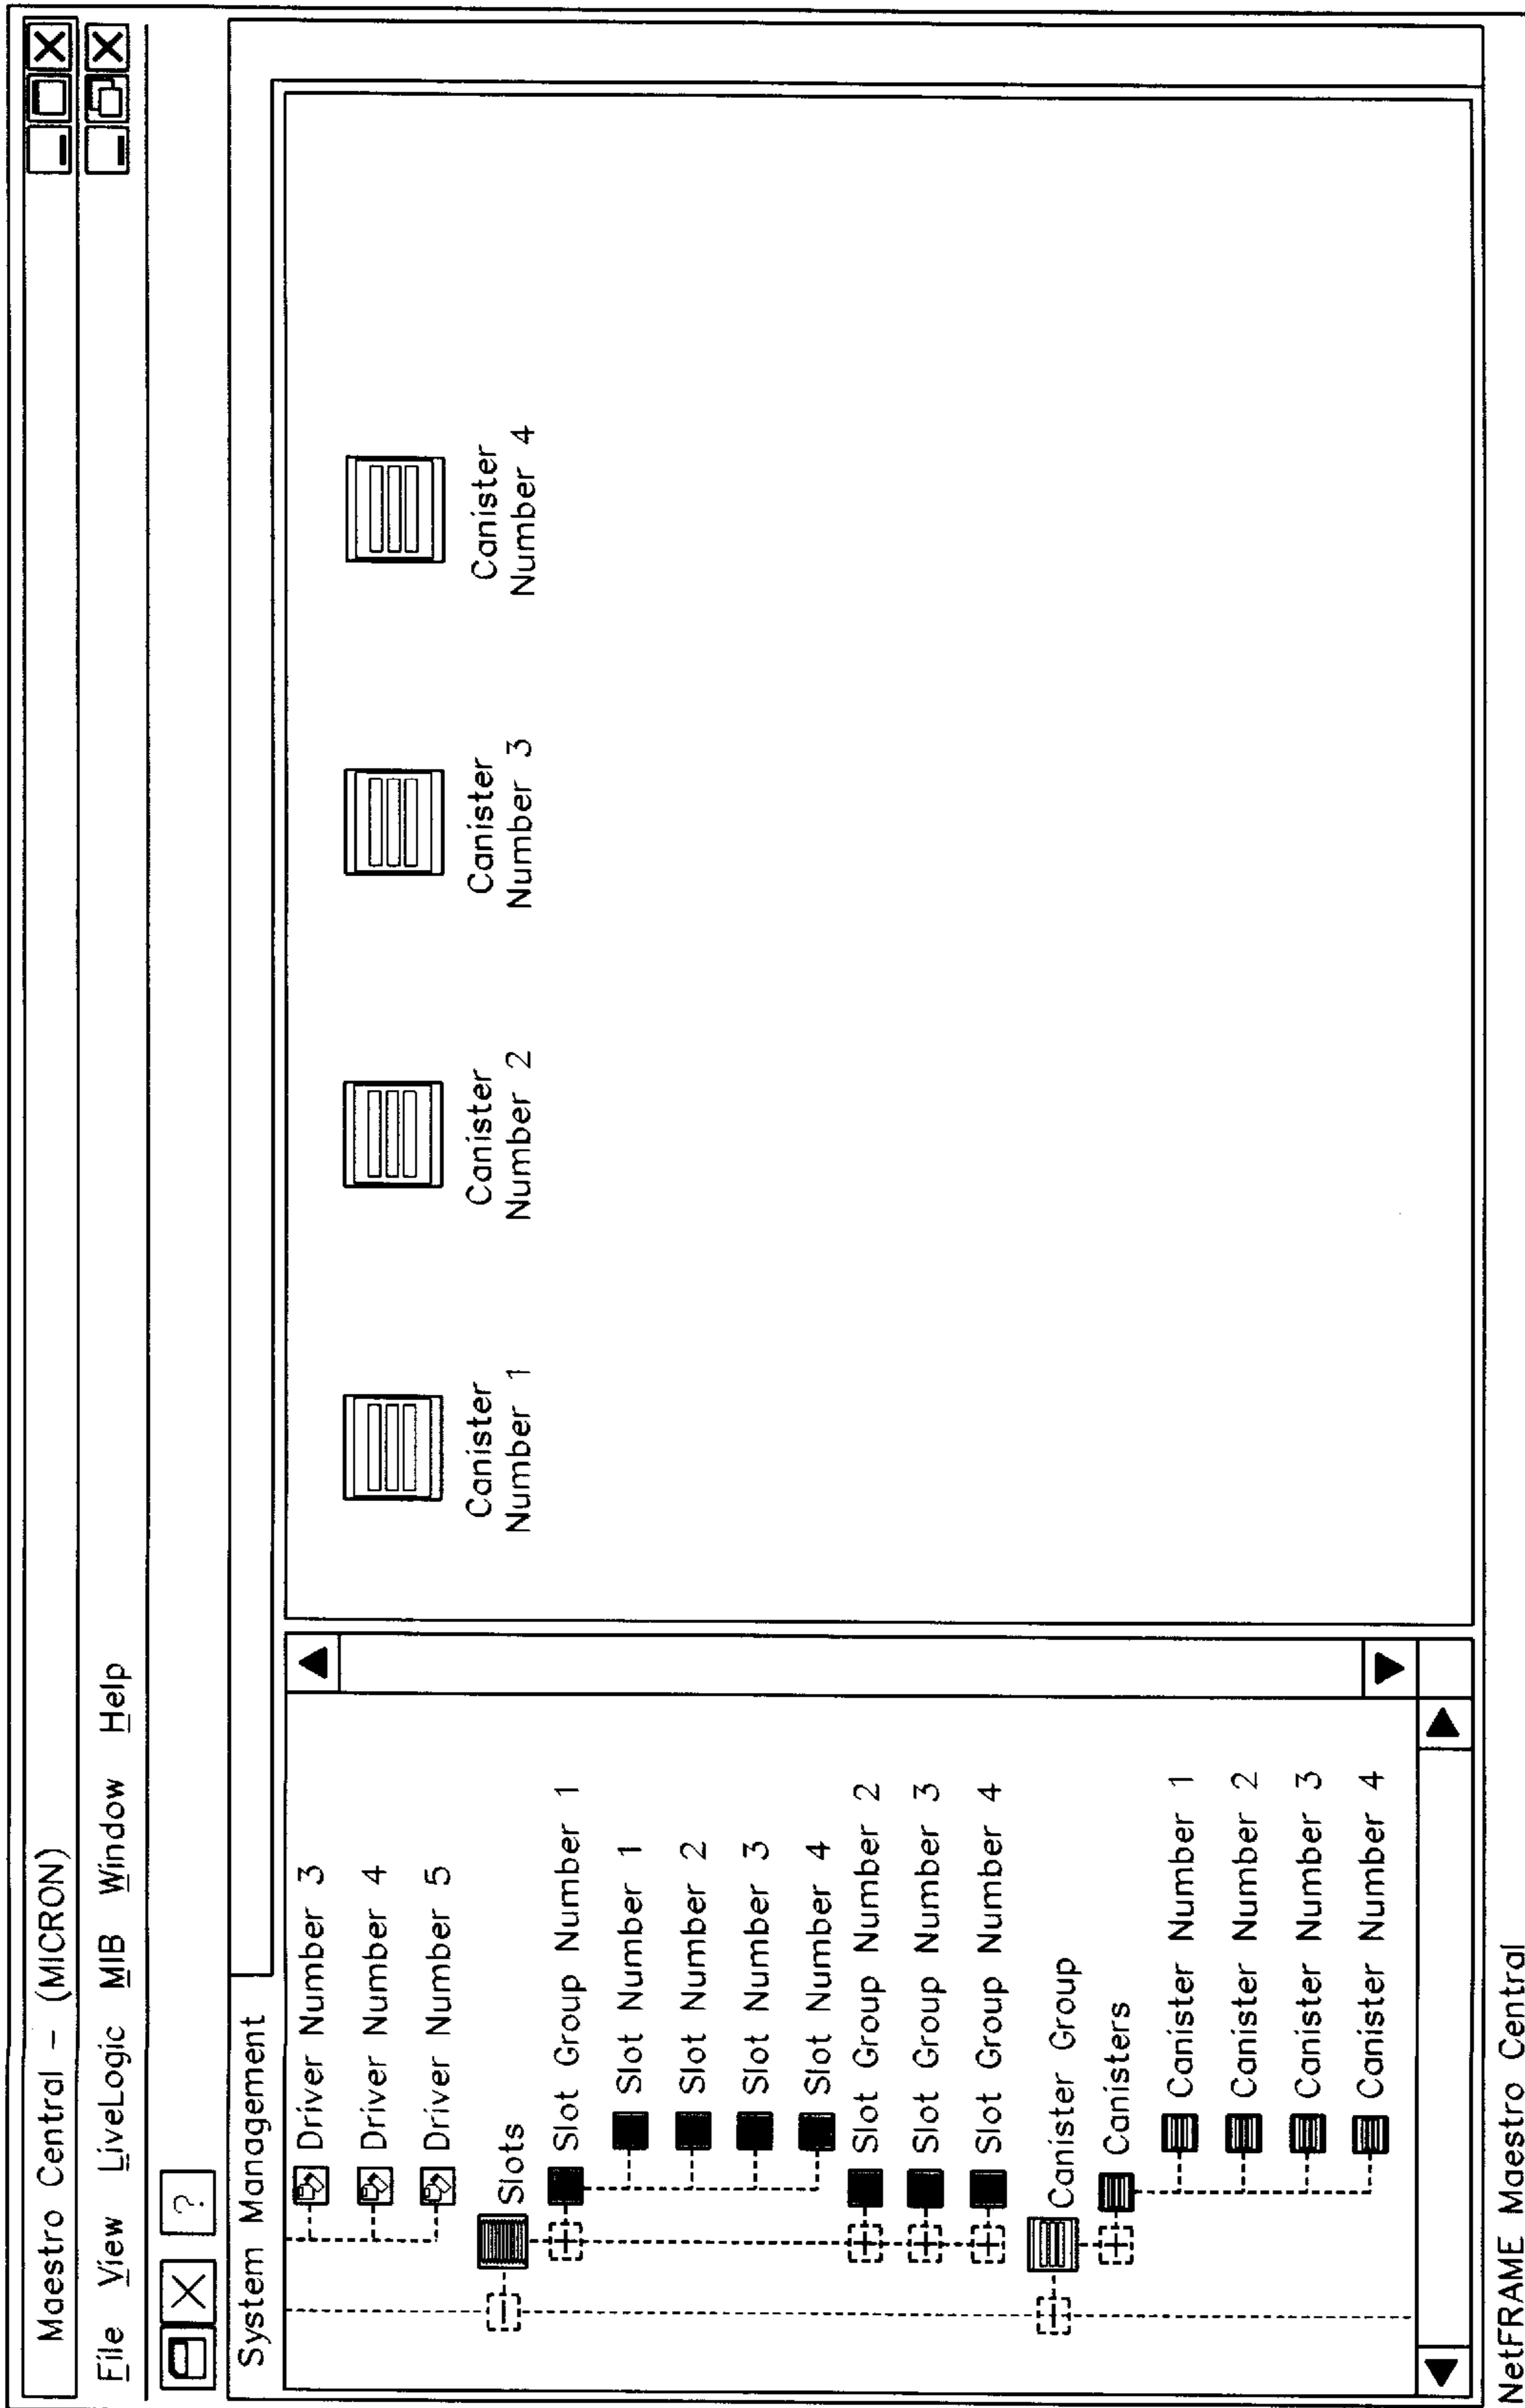 Maestro Central – (MICRON)
File View LiveLogic MIB Window Help
?
System Management
Driver Number 3
Driver Number 4
Driver Number 5
Slots
Slot Group Number 1
Slot Number 1
Slot Number 2
Slot Number 3
Slot Number 4
Slot Group Number 2
Slot Group Number 3
Slot Group Number 4
Canister Group
Canisters
Canister Number 1
Canister Number 2
Canister Number 3
Canister Number 4
Canister
Number 1
Canister
Number 2
Canister
Number 3
Canister
Number 4
NetFRAME Maestro Central